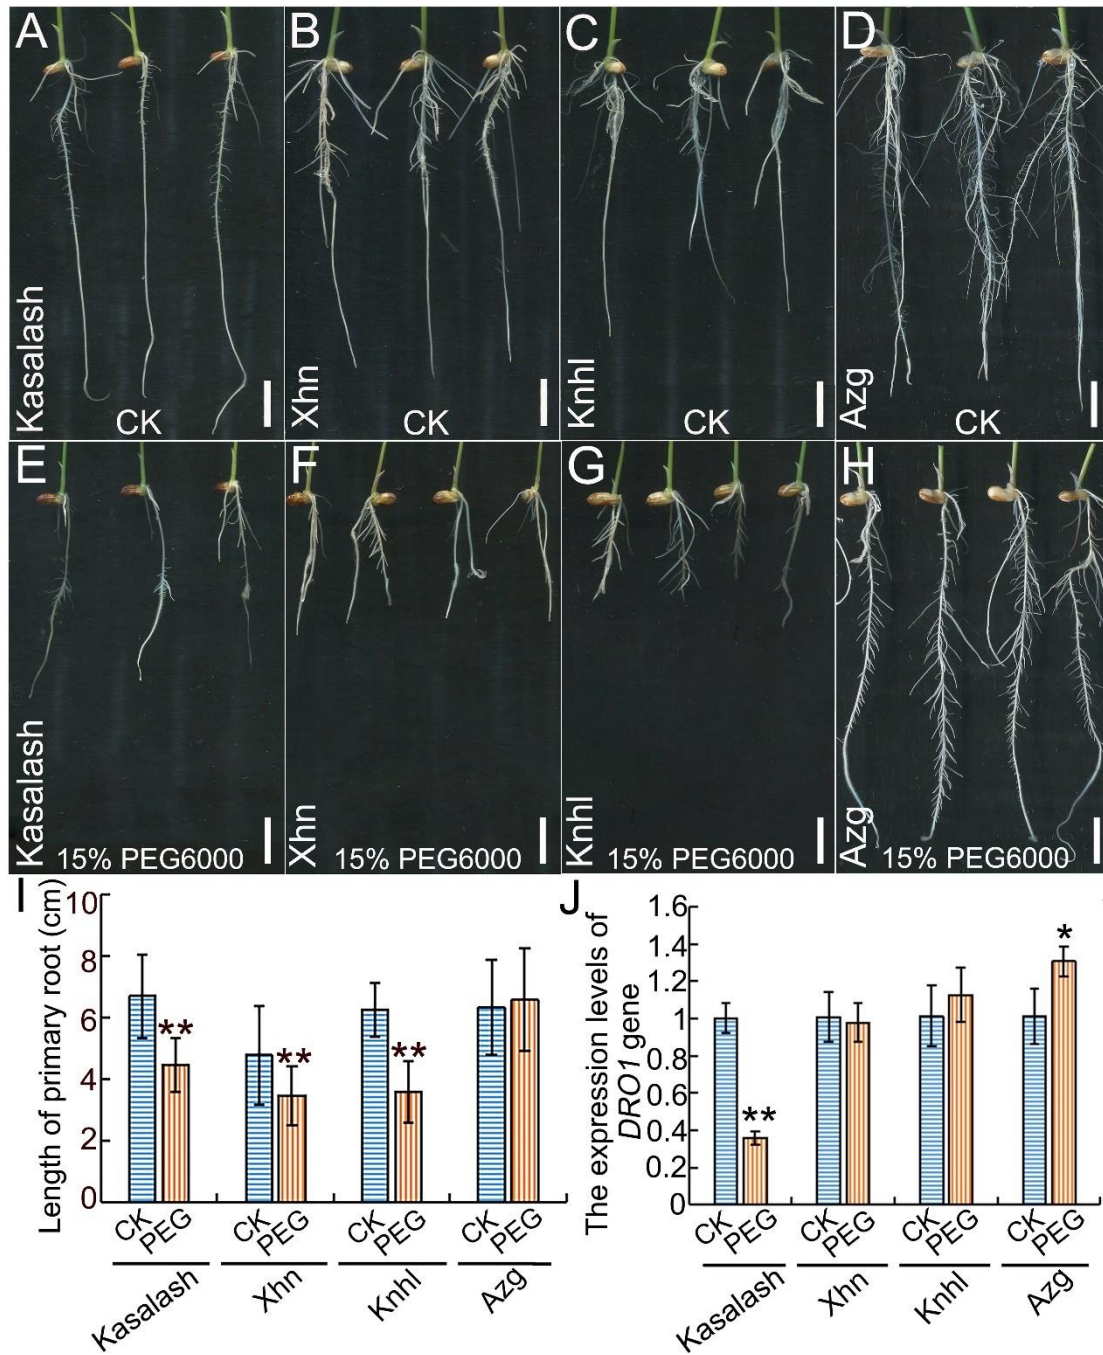 A
B
C
D
Kasalash
Xhn
Knhl
Azg
CK
CK
CK
CK
E
F
G
H
Kasalash
Xhn
Knhl
Azg
15% PEG6000
15% PEG6000
15% PEG6000
15% PEG6000
I
Length of primary root (cm)
10
8
6
4
2
0
**
**
**
CK
PEG
CK
PEG
CK
PEG
CK
PEG
Kasalash
Xhn
Knhl
Azg
J
The expression levels of
DRO1 gene
1.6
1.4
1.2
1
0.8
0.6
0.4
0.2
0
**
*
CK
PEG
CK
PEG
CK
PEG
CK
PEG
Kasalash
Xhn
Knhl
Azg